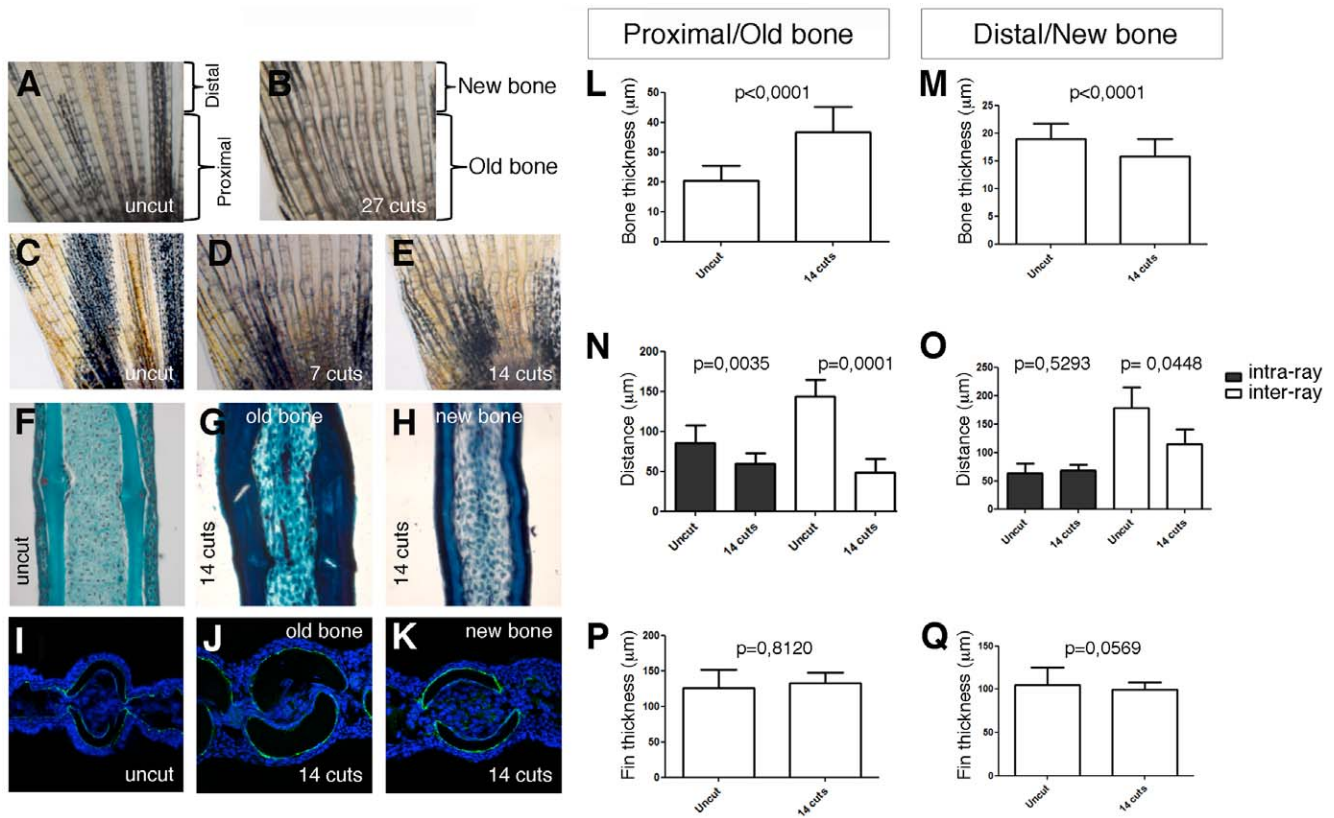 Proximal/Old bone
Distal/New bone
A
uncut
Distal
Proximal
B
27 cuts
New bone
Old bone
C
uncut
D
7 cuts
E
14 cuts
F
uncut
G
old bone
14 cuts
H
new bone
14 cuts
I
uncut
J
old bone
14 cuts
K
new bone
14 cuts
L
p<0,0001
Bone thickness (µm)
50
40
30
20
10
0
Uncut
14 cuts
M
p<0,0001
Bone thickness (µm)
25
20
15
10
5
0
Uncut
14 cuts
N
p=0,0035
p=0,0001
Distance (µm)
200
150
100
50
0
Uncut
14 cuts
Uncut
14 cuts
O
p=0,5293
p= 0,0448
Distance (µm)
250
200
150
100
50
0
Uncut
14 cuts
Uncut
14 cuts
intra-ray
inter-ray
P
p=0,8120
Fin thickness (µm)
200
150
100
50
0
Uncut
14 cuts
Q
p=0,0569
Fin thickness (µm)
150
100
50
0
Uncut
14 cuts